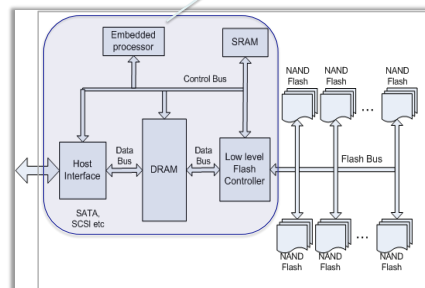 Embedded
processor
SRAM
Control Bus
NAND
Flash
NAND
Flash
NAND
Flash
...
Host
Interface
Data
Bus
DRAM
Data
Bus
Low level
Flash
Controller
Flash Bus
SATA,
SCSI etc
...
NAND
Flash
NAND
Flash
NAND
Flash